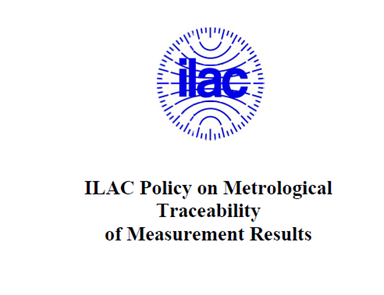 ilac
ILAC Policy on Metrological
Traceability
of Measurement Results